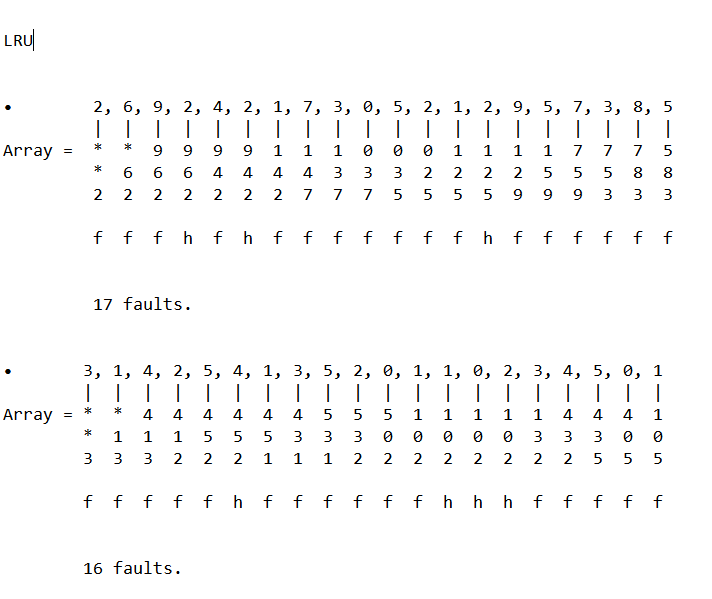 LRU
• 2, 6, 9, 2, 4, 2, 1, 7, 3, 0, 5, 2, 1, 2, 9, 5, 7, 3, 8, 5
| | | | | | | | | | | | | | | | | | | |
Array = * * 9 9 9 9 1 1 1 0 0 0 1 1 1 1 7 7 7 5
* 6 6 6 4 4 4 4 3 3 3 2 2 2 2 5 5 5 8 8
2 2 2 2 2 2 2 7 7 7 5 5 5 5 9 9 9 3 3 3
f f f h f h f f f f f f f h f f f f f f
17 faults.
• 3, 1, 4, 2, 5, 4, 1, 3, 5, 2, 0, 1, 1, 0, 2, 3, 4, 5, 0, 1
| | | | | | | | | | | | | | | | | | | |
Array = * * 4 4 4 4 4 4 5 5 5 1 1 1 1 1 4 4 4 1
* 1 1 1 5 5 5 3 3 3 0 0 0 0 0 3 3 3 0 0
3 3 3 2 2 2 1 1 1 2 2 2 2 2 2 2 2 5 5 5
f f f f f h f f f f f f h h h f f f f f
16 faults.